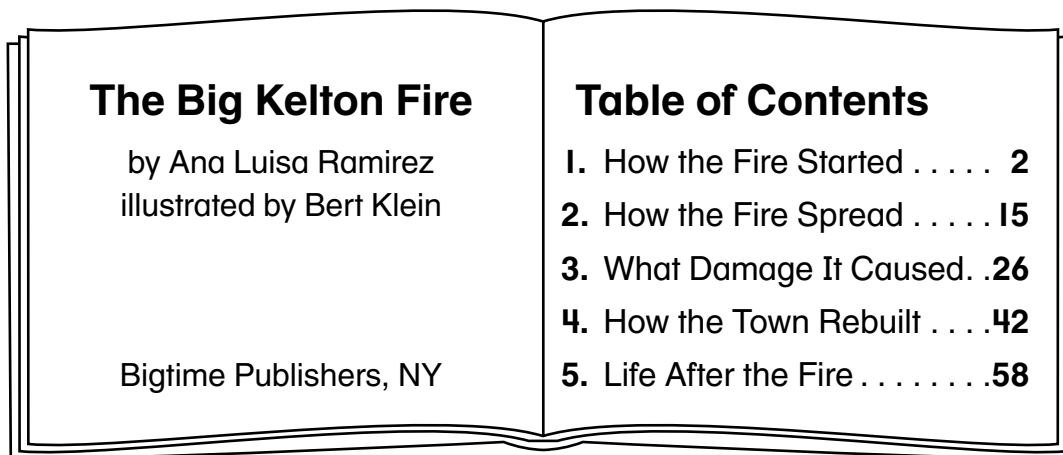 The Big Kelton Fire
by Ana Luisa Ramirez
illustrated by Bert Klein
Bigtime Publishers, NY
Table of Contents
1. How the Fire Started . . . . . 2
2. How the Fire Spread . . . . . 15
3. What Damage It Caused. . 26
4. How the Town Rebuilt . . . . 42
5. Life After the Fire . . . . . . . . 58